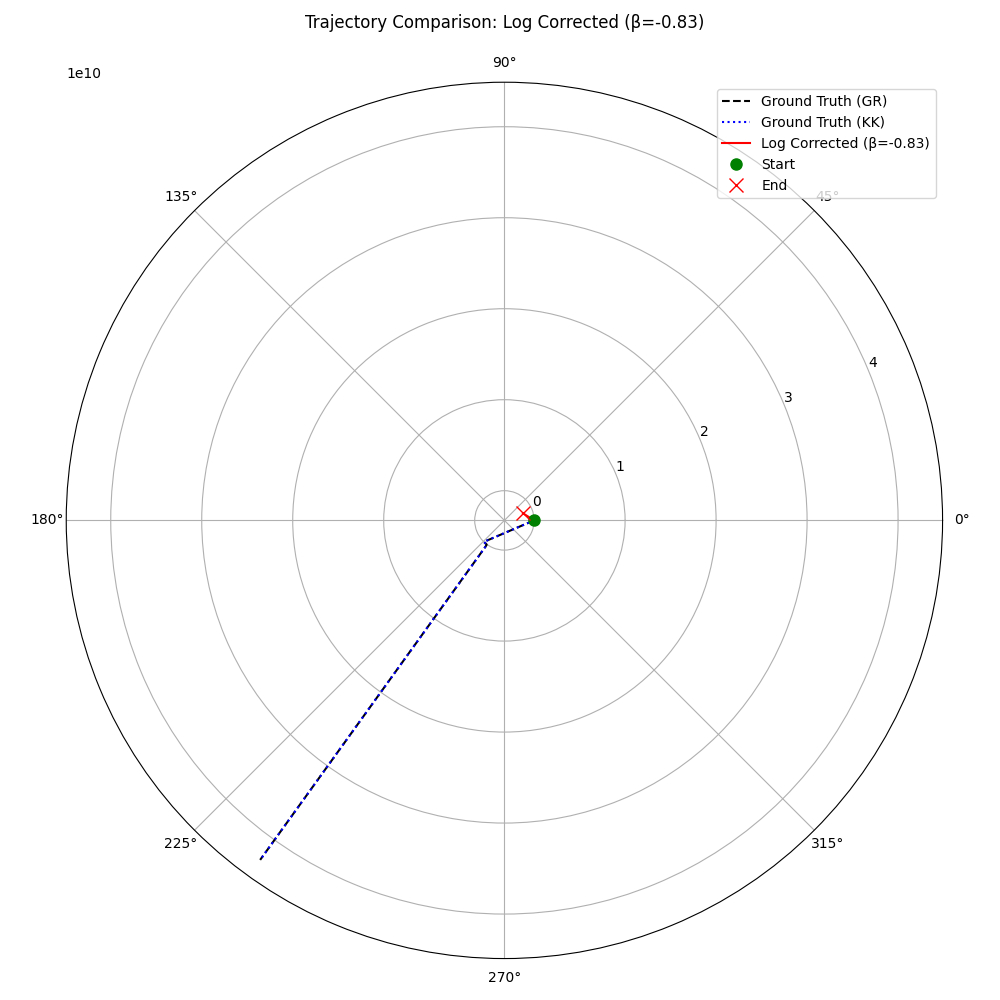 Trajectory Comparison: Log Corrected (β=-0.83)
1e10
90°
Ground Truth (GR)
Ground Truth (KK)
Log Corrected (β=-0.83)
Start
End
135°
45°
4
3
2
1
0
180°
0°
225°
315°
270°